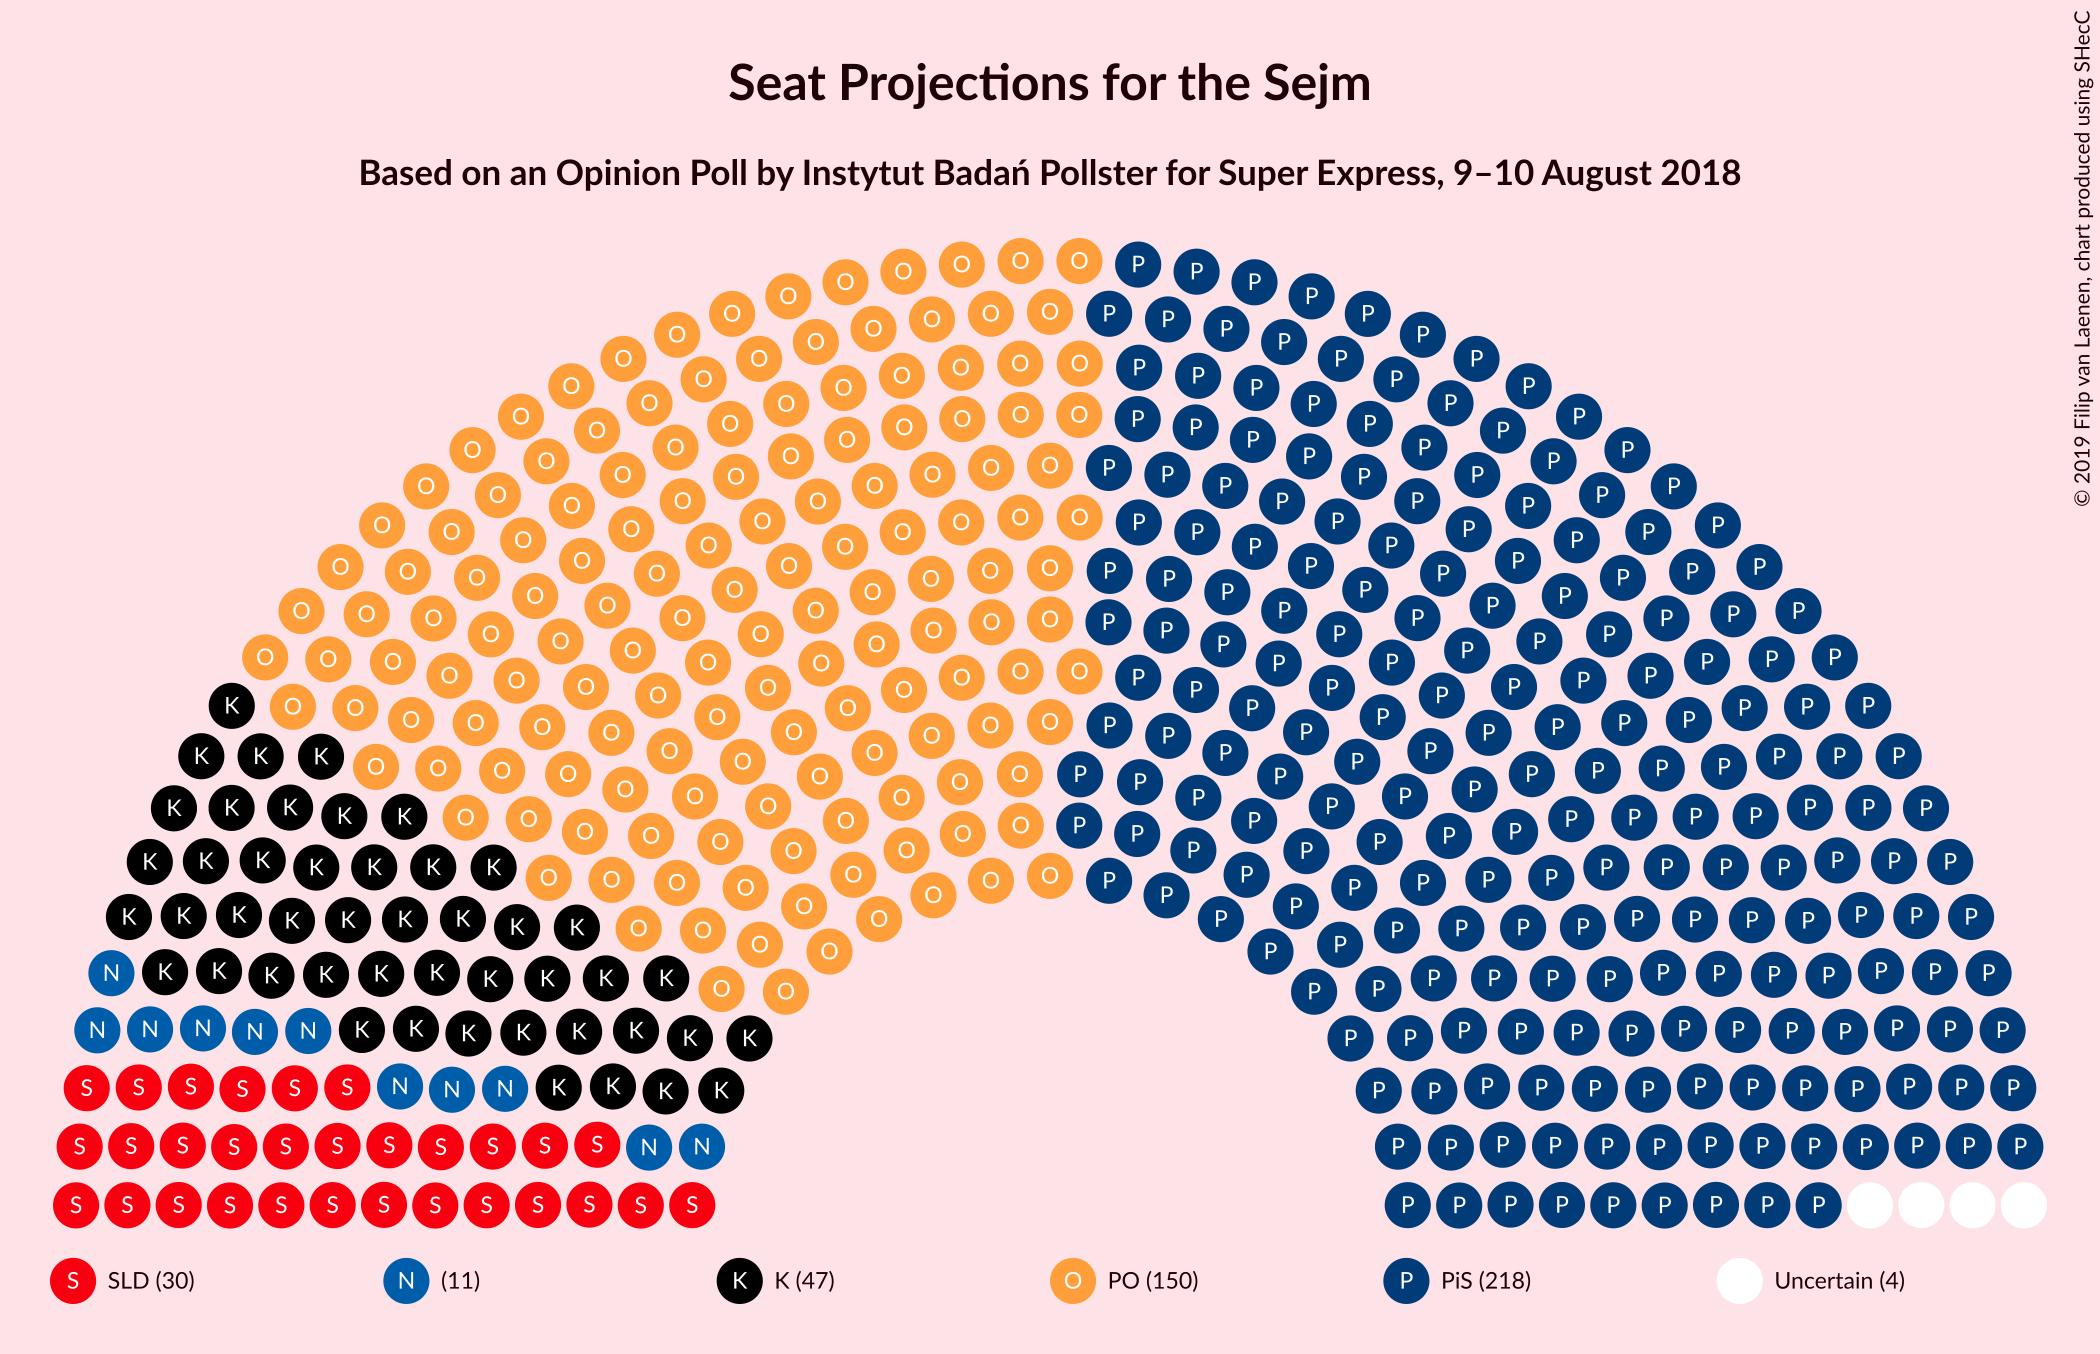 Seat Projections for the Sejm
Based on an Opinion Poll by Instytut Badań Pollster for Super Express, 9–10 August 2018
© 2019 Filip van Laenen, chart produced using SHecC
S SLD (30) N (11) K K (47) O PO (150) P PiS (218) Uncertain (4)